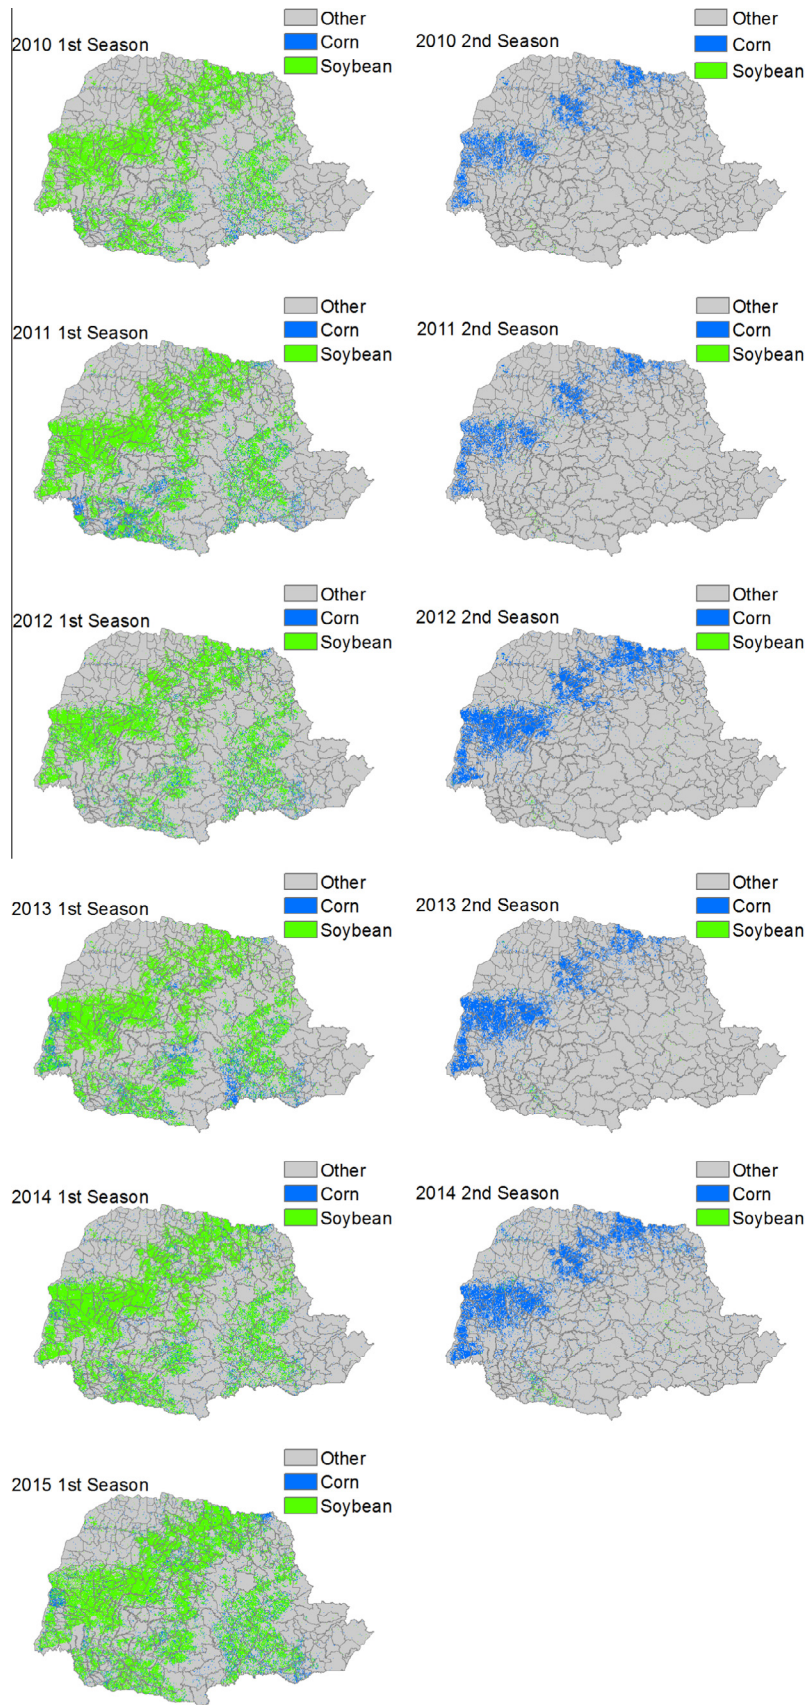 2010 1st Season
Other
Corn
Soybean
2010 2nd Season
Other
Corn
Soybean
2011 1st Season
Other
Corn
Soybean
2011 2nd Season
Other
Corn
Soybean
2012 1st Season
Other
Corn
Soybean
2012 2nd Season
Other
Corn
Soybean
2013 1st Season
Other
Corn
Soybean
2013 2nd Season
Other
Corn
Soybean
2014 1st Season
Other
Corn
Soybean
2014 2nd Season
Other
Corn
Soybean
2015 1st Season
Other
Corn
Soybean